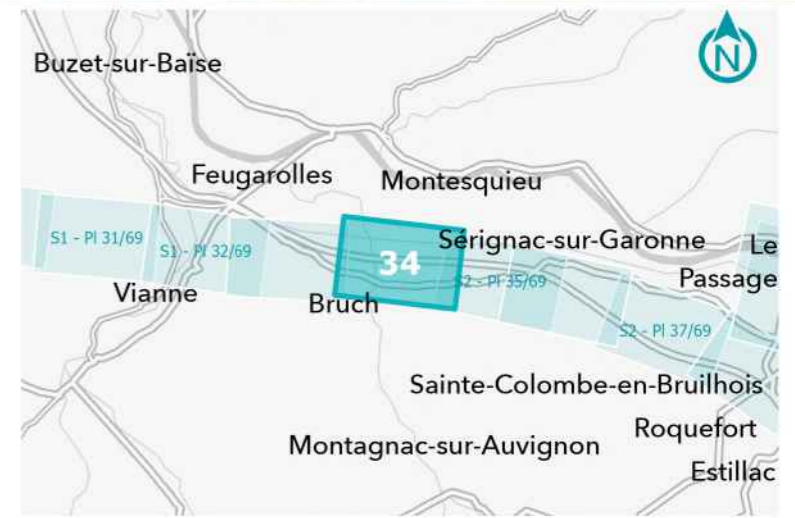 Buzet-sur-Baïse
N
Feugarolles
Montesquieu
S1 - Pl 31/69
S1 - Pl 32/69
34
Sérignac-sur-Garonne
Le
Passage
S2 - Pl 35/69
Vianne
Bruch
S2 - Pl 37/69
Sainte-Colombe-en-Bruilhois
Roquefort
Montagnac-sur-Auvignon
Estillac